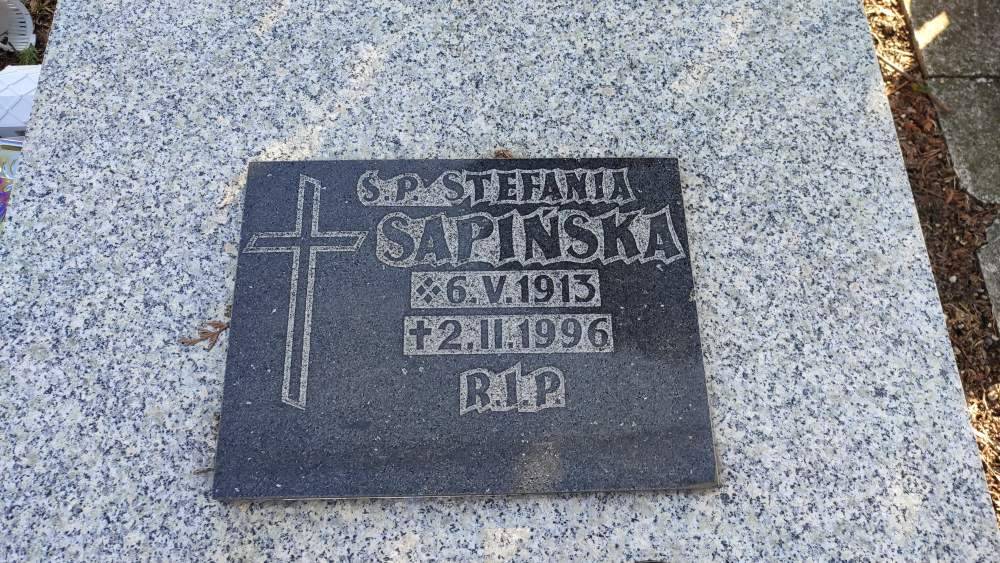 Ś.P. STEFANIA
SAPIŃSKA
6.V.1913
✝2.II.1996
R.I.P.